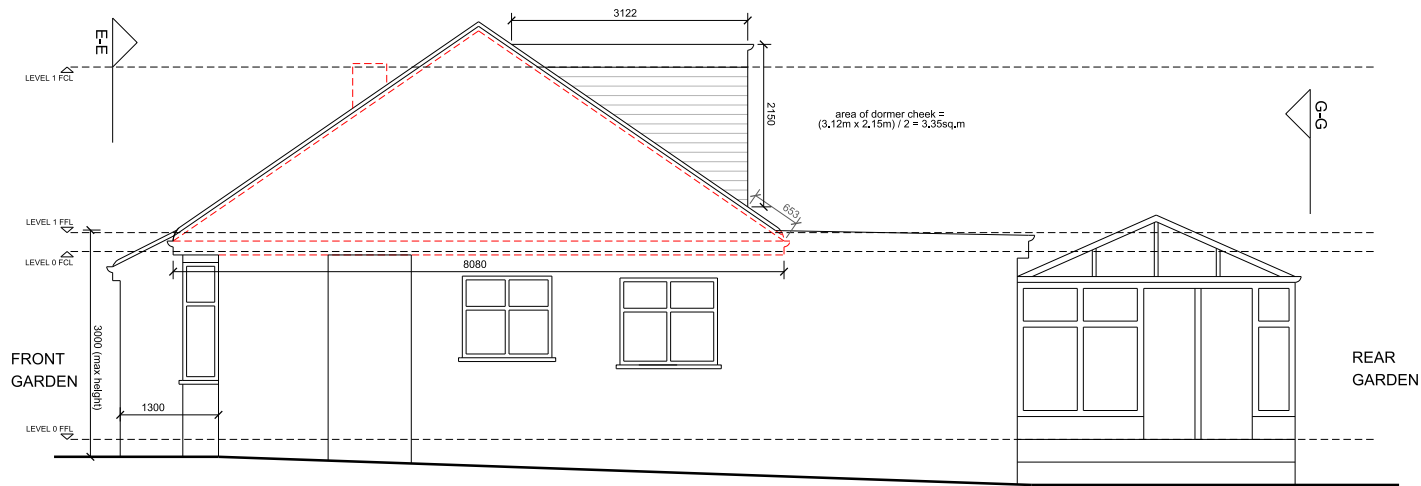 3122
E-E
LEVEL 1 FCL
2150
area of dormer cheek =
(3.12m x 2.15m) / 2 = 3.35sq.m
G-G
653
LEVEL 1 FFL
LEVEL 0 FCL
8080
3000 (max height)
FRONT
GARDEN
REAR
GARDEN
1300
LEVEL 0 FFL